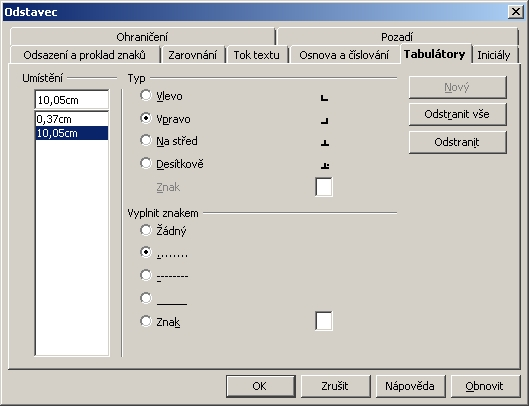 Odstavec
Ohraničení Pozadí
Odsazení a proklad znaků Zarovnání Tok textu Osnova a číslování Tabulátory Iniciály
Umístění
10,05cm
0,37cm
10,05cm
Typ
Vlevo
Vpravo
Na střed
Desítkově
Znak
Vyplnit znakem
Žádný
........
--------
______
Znak
Nový
Odstranit vše
Odstranit
OK Zrušit Nápověda Obnovit